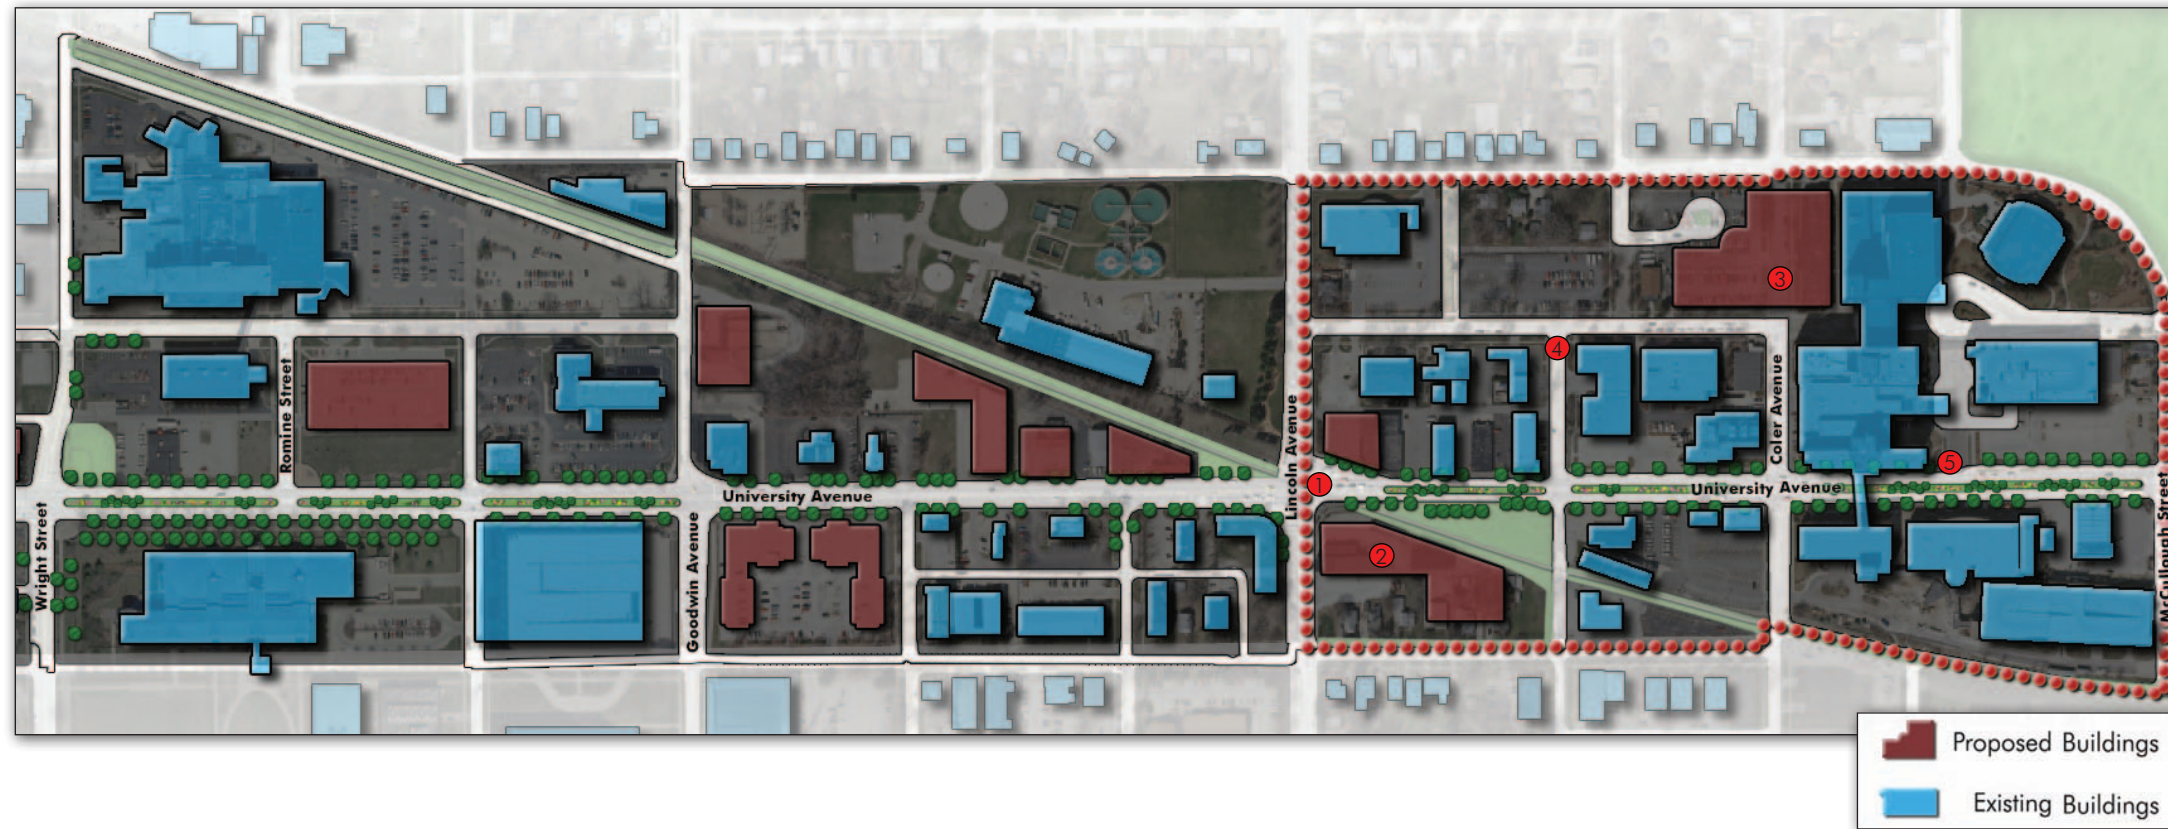 Wright Street
Romine Street
Goodwin Avenue
University Avenue
Lincoln Avenue
1
2
3
4
5
Coler Avenue
University Avenue
McCullough Street
Proposed Buildings
Existing Buildings